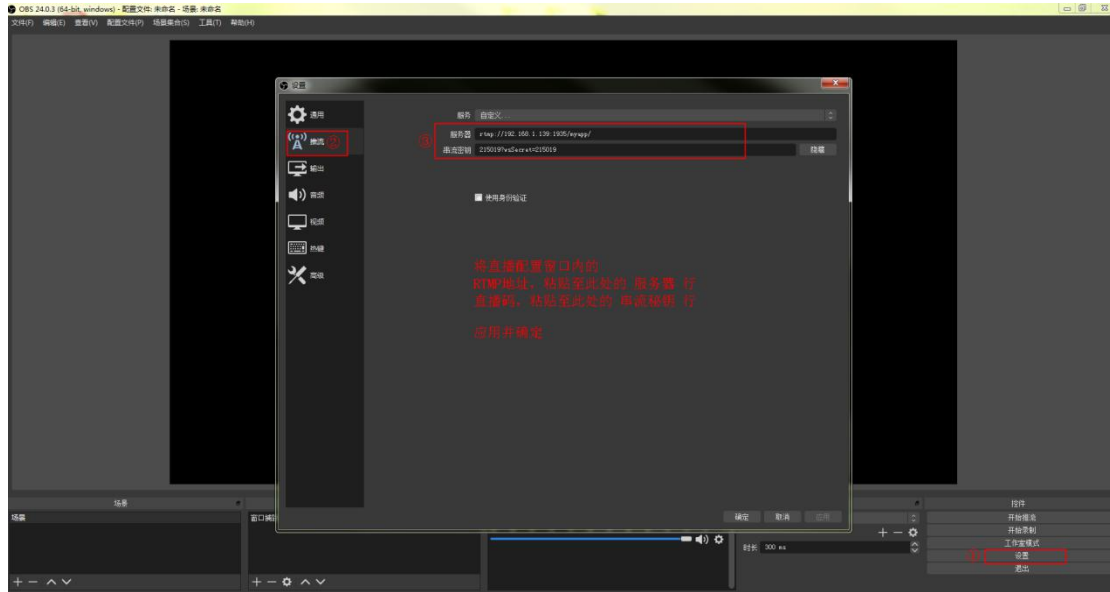 OBS 24.0.3 (64-bit, windows) - 配置文件: 未命名 - 场景: 未命名
文件(F) 编辑(E) 查看(V) 配置文件(P) 场景集合(S) 工具(T) 帮助(H)
设置
通用
服务 自定义...
推流 ②
③ 服务器 rtmp://192.168.1.139:1935/myapp/
串流密钥 215019?vsSecret=215019 隐藏
输出
音频
使用身份验证
视频
热键
高级
将直播配置窗口内的
RTMP地址，粘贴至此处的 服务器 行
直播码，粘贴至此处的 串流秘钥 行
应用并确定
确定 取消 应用
场景
控件
场景
窗口捕
开始推流
开始录制
工作室模式
时长 300 ms
设置
退出